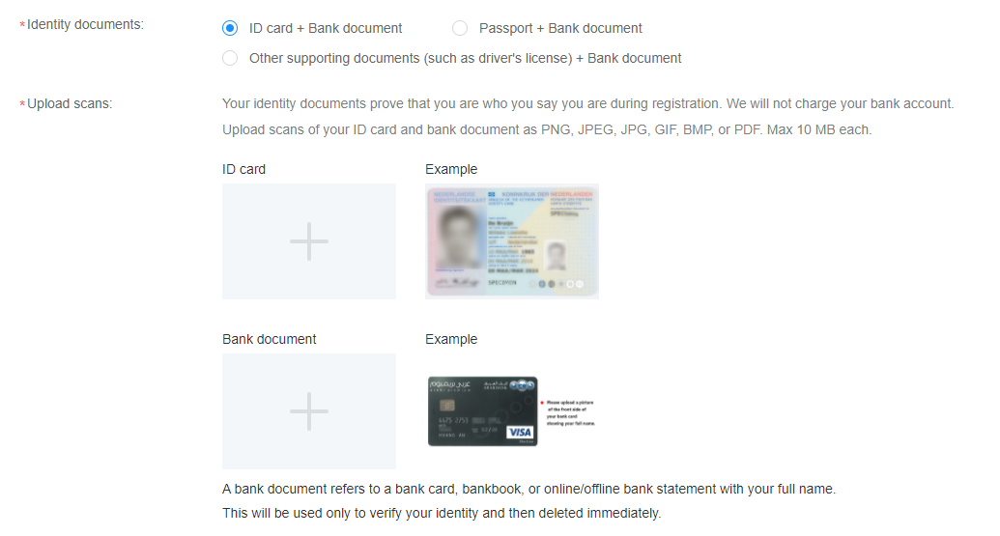 *Identity documents:
ID card + Bank document
Passport + Bank document
Other supporting documents (such as driver's license) + Bank document
*Upload scans:
Your identity documents prove that you are who you say you are during registration. We will not charge your bank account.
Upload scans of your ID card and bank document as PNG, JPEG, JPG, GIF, BMP, or PDF. Max 10 MB each.
ID card
Example
NEDERLANDSE
IDENTITEITSKAART
KONINKRIJK DER NEDERLANDEN
SPECIMEN
Bank document
Example
VISA
Please upload a picture
of the front side of
your bank card
showing your full name.
A bank document refers to a bank card, bankbook, or online/offline bank statement with your full name.
This will be used only to verify your identity and then deleted immediately.